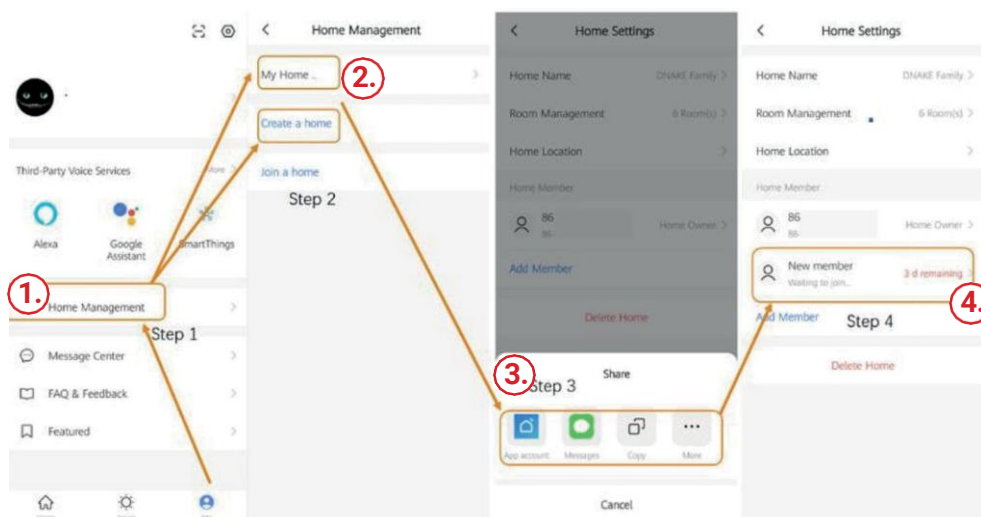 Third-Party Voice Services
More
Alexa
Google
Assistant
SmartThings
1.
Home Management
Step 1
Message Center
FAQ & Feedback
Featured
Home Management
My Home ..
2.
Create a home
Join a home
Step 2
Home Settings
Home Name
DNAKE Family
Room Management
6 Room(s)
Home Location
Home Member
86
86-
Home Owner
Add Member
Delete Home
3.
Share
Step 3
App account
Messages
Copy
More
Cancel
Home Settings
Home Name
DNAKE Family
Room Management
6 Room(s)
Home Location
Home Member
86
86-
Home Owner
New member
3 d remaining
Waiting to join...
4.
Add Member
Step 4
Delete Home